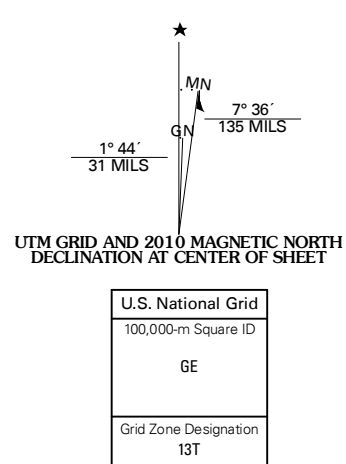 ★
MN
7° 36´
135 MILS
GN
1° 44´
31 MILS
UTM GRID AND 2010 MAGNETIC NORTH
DECLINATION AT CENTER OF SHEET
U.S. National Grid
100,000-m Square ID
GE
Grid Zone Designation
13T